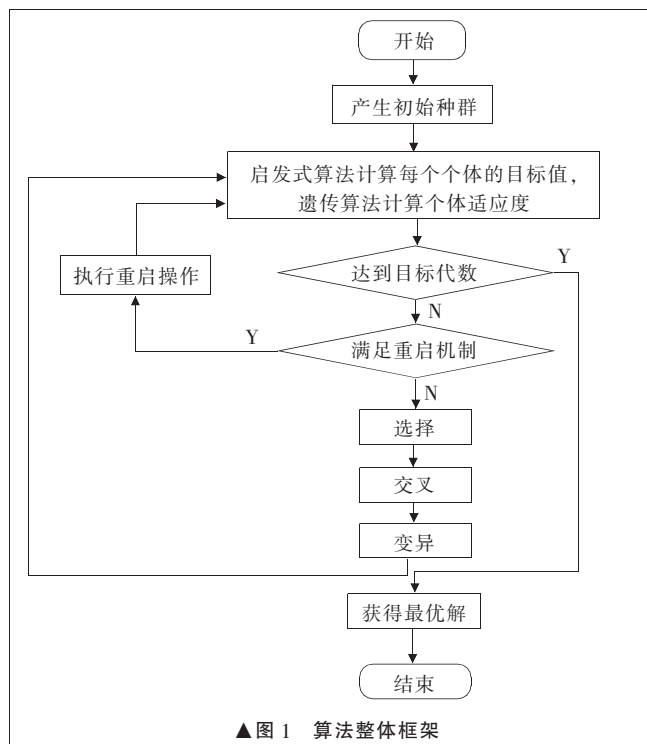 开始
产生初始种群
启发式算法计算每个个体的目标值，
遗传算法计算个体适应度
执行重启操作
达到目标代数
Y
N
Y
满足重启机制
N
选择
交叉
变异
获得最优解
结束
▲图1 算法整体框架